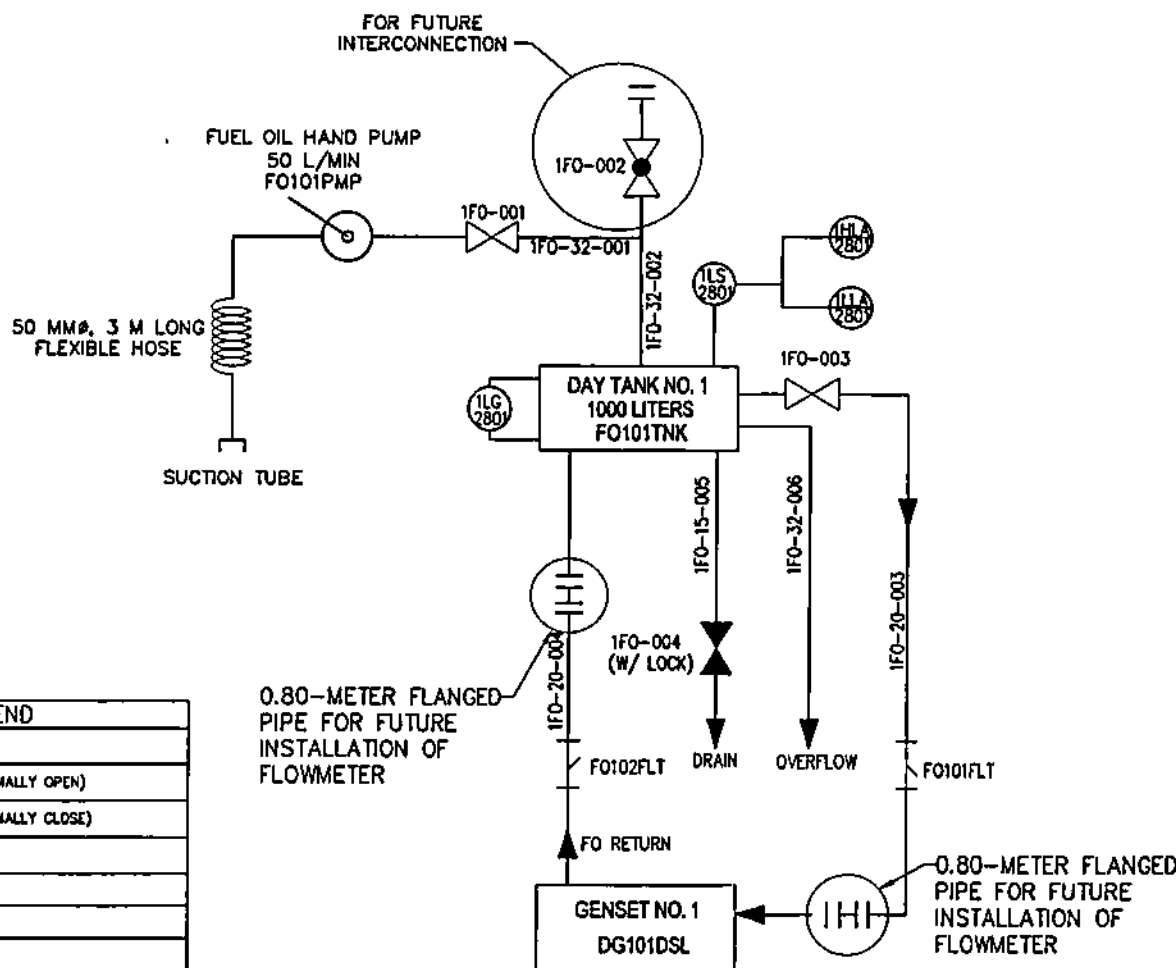 FOR FUTURE
INTERCONNECTION
FUEL OIL HAND PUMP
50 L/MIN
FO101PMP
1FO-002
1FO-001
1FO-32-001
1FO-32-002
1HLA
2801
1LS
2801
1LLA
2801
50 MMø, 3 M LONG
FLEXIBLE HOSE
1FO-003
DAY TANK NO. 1
1000 LITERS
FO101TNK
1LG
2801
SUCTION TUBE
1FO-15-005
1FO-32-006
1FO-20-003
1FO-20-004
1FO-004
(W/ LOCK)
0.80-METER FLANGED
PIPE FOR FUTURE
INSTALLATION OF
FLOWMETER
FO102FLT
DRAIN
OVERFLOW
FO101FLT
END
MALLY OPEN)
MALLY CLOSE)
FO RETURN
GENSET NO. 1
DG101DSL
0.80-METER FLANGED
PIPE FOR FUTURE
INSTALLATION OF
FLOWMETER